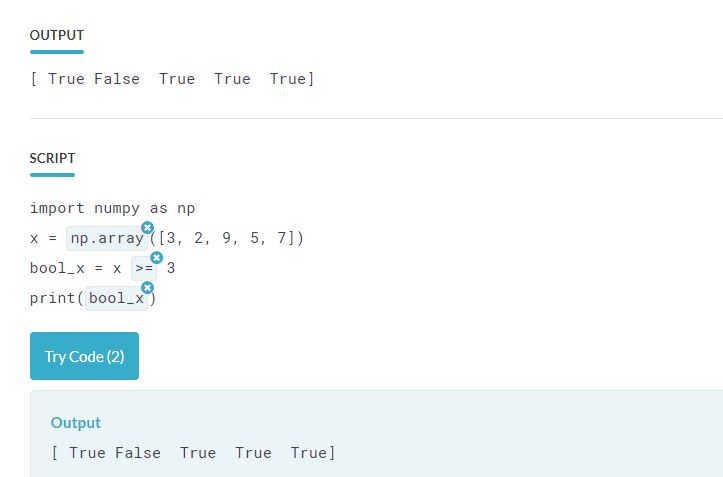 OUTPUT
[ True False  True  True  True]
SCRIPT
import numpy as np
x = np.array([3, 2, 9, 5, 7])
bool_x = x >= 3
print(bool_x)
Try Code (2)
Output
[ True False  True  True  True]